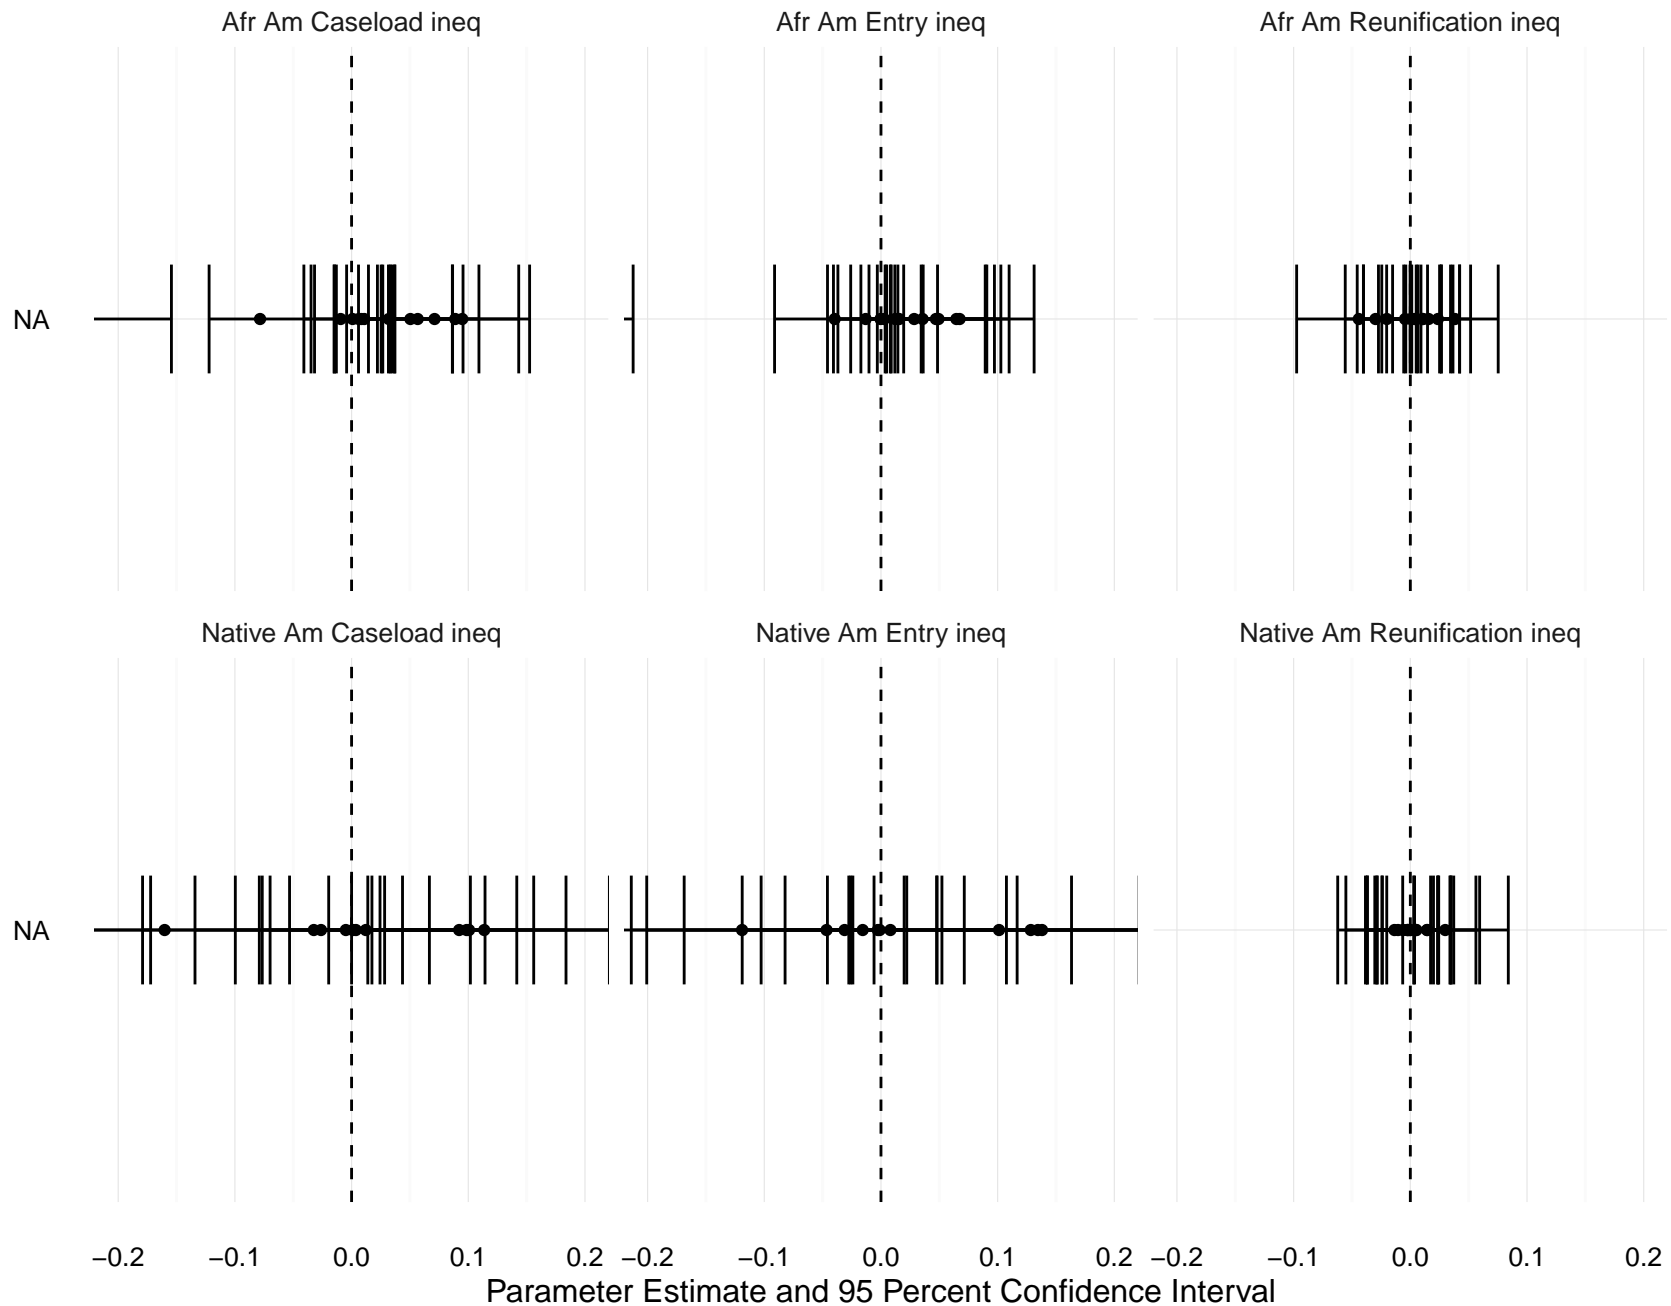 Afr Am Caseload ineq Afr Am Entry ineq Afr Am Reunification ineq
NA
Native Am Caseload ineq Native Am Entry ineq Native Am Reunification ineq
NA
−0.2 −0.1 0.0 0.1 0.2 −0.2 −0.1 0.0 0.1 0.2 −0.2 −0.1 0.0 0.1 0.2
Parameter Estimate and 95 Percent Confidence Interval